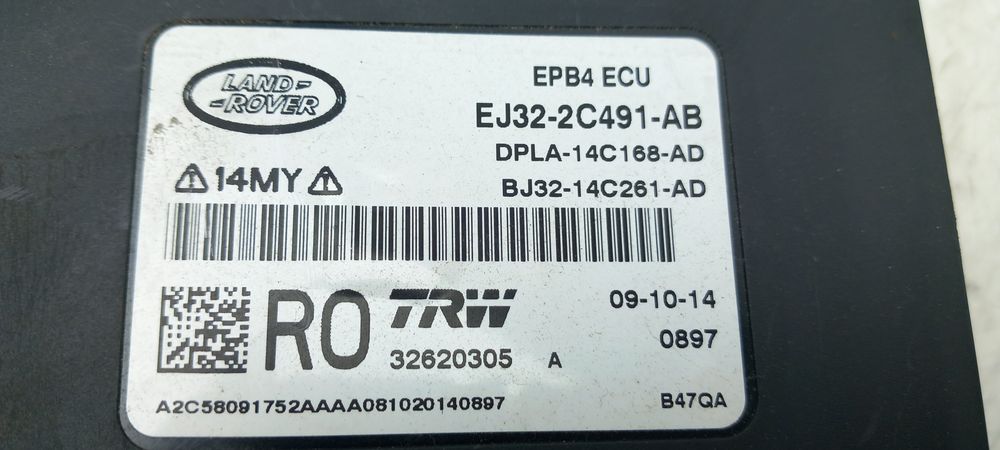 LAND-
-ROVER
EPB4 ECU
EJ32-2C491-AB
DPLA-14C168-AD
⚠14MY⚠
BJ32-14C261-AD
RO
TRW
09-10-14
0897
32620305 A
A2C58091752AAAA081020140897
B47QA